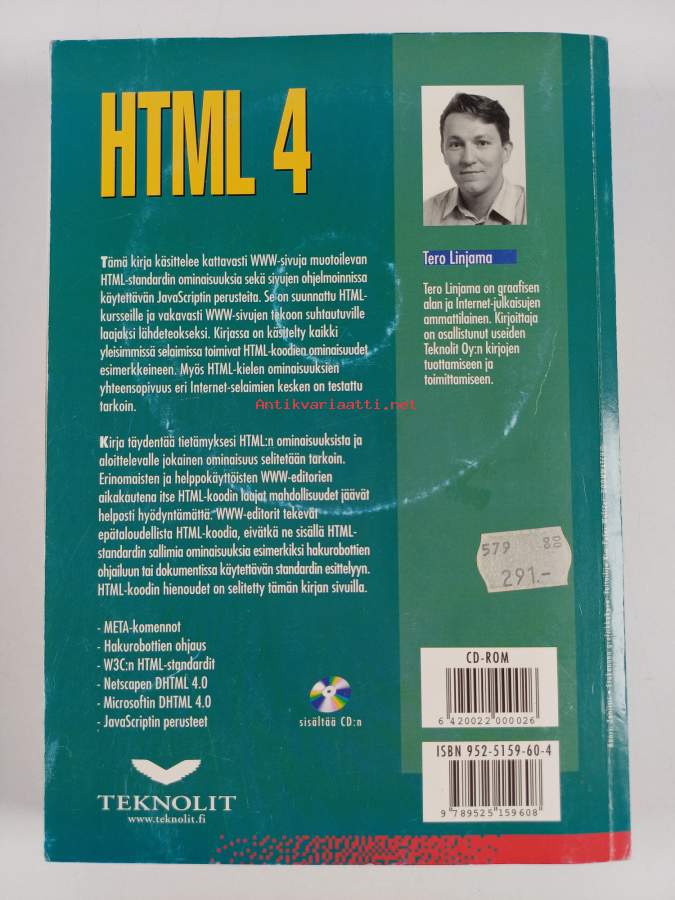 HTML 4
Tämä kirja käsittelee kattavasti WWW-sivuja muotoilevan
HTML-standardin ominaisuuksia sekä sivujen ohjelmoinnissa
käytettävän JavaScriptin perusteita. Se on suunnattu HTML-
kursseille ja vakavasti WWW-sivujen tekoon suhtautuville
laajaksi lähdeteokseksi. Kirjassa on käsitelty kaikki
yleisimmissä selaimissa toimivat HTML-koodien ominaisuudet
esimerkkeineen. Myös HTML-kielen ominaisuuksien
yhteensopivuus eri Internet-selaimien kesken on testattu
tarkoin.
Kirja täydentää tietämyksesi HTML:n ominaisuuksista ja
aloittelevalle jokainen ominaisuus selitetään tarkoin.
Erinomaisten ja helppokäyttöisten WWW-editorien
aikakautena itse HTML-koodin laajat mahdollisuudet jäävät
helposti hyödyntämättä. WWW-editorit tekevät
epätaloudellista HTML-koodia, eivätkä ne sisällä HTML-
standardin sallimia ominaisuuksia esimerkiksi hakurobottien
ohjailuun tai dokumentissa käytettävän standardin esittelyyn.
HTML-koodin hienoudet on selitetty tämän kirjan sivuilla.
- META-komennot
- Hakurobottien ohjaus
- W3C:n HTML-standardit
- Netscapen DHTML 4.0
- Microsoftin DHTML 4.0
- JavaScriptin perusteet
sisältää CD:n
TEKNOLIT
www.teknolit.fi
Tero Linjama
Tero Linjama on graafisen
alan ja Internet-julkaisujen
ammattilainen. Kirjoittaja
on osallistunut useiden
Teknolit Oy:n kirjojen
tuottamiseen ja
toimittamiseen.
Antikvariaatti.net
579 80
291.-
CD-ROM
6 420022 000026
ISBN 952-5159-60-4
9 789525 159608